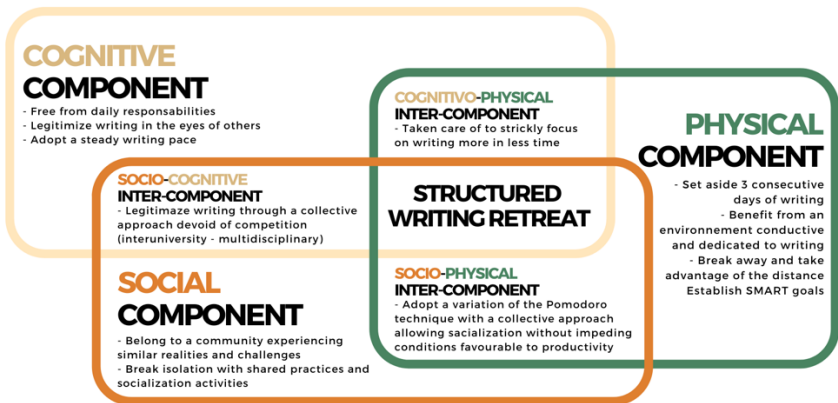 COGNITIVE
COMPONENT
- Free from daily responsabilities
- Legitimize writing in the eyes of others
- Adopt a steady writing pace
COGNITIVO-PHYSICAL
INTER-COMPONENT
- Taken care of to strickly focus
on writing more in less time
PHYSICAL
COMPONENT
- Set aside 3 consecutive
days of writing
- Benefit from an
environnement conductive
and dedicated to writing
- Break away and take
advantage of the distance
Establish SMART goals
SOCIO-COGNITIVE
INTER-COMPONENT
- Legitimaze writing through a collective
approach devoid of competition
(interuniversity - multidisciplinary)
STRUCTURED
WRITING RETREAT
SOCIAL
COMPONENT
- Belong to a community experiencing
similar realities and challenges
- Break isolation with shared practices and
socialization activities
SOCIO-PHYSICAL
INTER-COMPONENT
- Adopt a variation of the Pomodoro
technique with a collective approach
allowing sacialization without impeding
conditions favourable to productivity